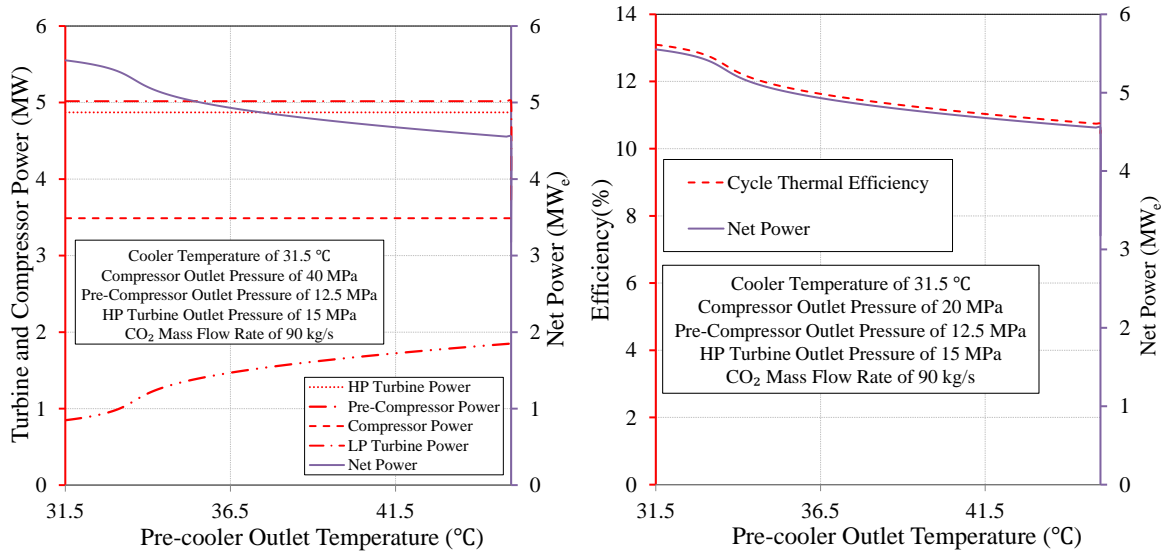 Turbine and Compressor Power (MW)
6
5
4
3
2
1
0
Cooler Temperature of 31.5 ℃
Compressor Outlet Pressure of 40 MPa
Pre-Compressor Outlet Pressure of 12.5 MPa
HP Turbine Outlet Pressure of 15 MPa
CO₂ Mass Flow Rate of 90 kg/s
HP Turbine Power
Pre-Compressor Power
Compressor Power
LP Turbine Power
Net Power
6
5
4
3
2
1
0
Net Power (MWₑ)
31.5 36.5 41.5
Pre-cooler Outlet Temperature (℃)
Efficiency(%)
14
12
10
8
6
4
2
0
Cycle Thermal Efficiency
Net Power
Cooler Temperature of 31.5 ℃
Compressor Outlet Pressure of 20 MPa
Pre-Compressor Outlet Pressure of 12.5 MPa
HP Turbine Outlet Pressure of 15 MPa
CO₂ Mass Flow Rate of 90 kg/s
6
5
4
3
2
1
0
Net Power (MWₑ)
31.5 36.5 41.5
Pre-cooler Outlet Temperature (℃)